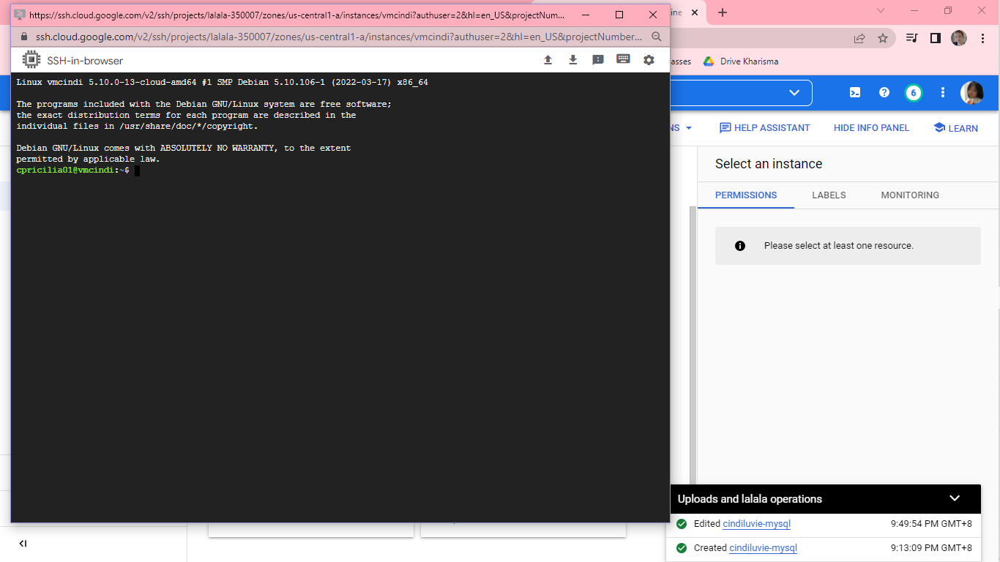 https://ssh.cloud.google.com/v2/ssh/projects/lalala-350007/zones/us-central1-a/instances/vmcindi?authuser=2&hl=en_US&projectNum...
ine
ssh.cloud.google.com/v2/ssh/projects/lalala-350007/zones/us-central1-a/instances/vmcindi?authuser=2&hl=en_US&projectNumber...
SSH-in-browser
asses
Drive Kharisma
Linux vmcindi 5.10.0-13-cloud-amd64 #1 SMP Debian 5.10.106-1 (2022-03-17) x86_64
The programs included with the Debian GNU/Linux system are free software;
the exact distribution terms for each program are described in the
individual files in /usr/share/doc/*/copyright.
Debian GNU/Linux comes with ABSOLUTELY NO WARRANTY, to the extent
permitted by applicable law.
cpricilia01@vmcindi:~$
6
NS
HELP ASSISTANT
HIDE INFO PANEL
LEARN
Select an instance
PERMISSIONS
LABELS
MONITORING
Please select at least one resource.
Uploads and lalala operations
Edited cindiluvie-mysql
9:49:54 PM GMT+8
Created cindiluvie-mysql
9:13:09 PM GMT+8